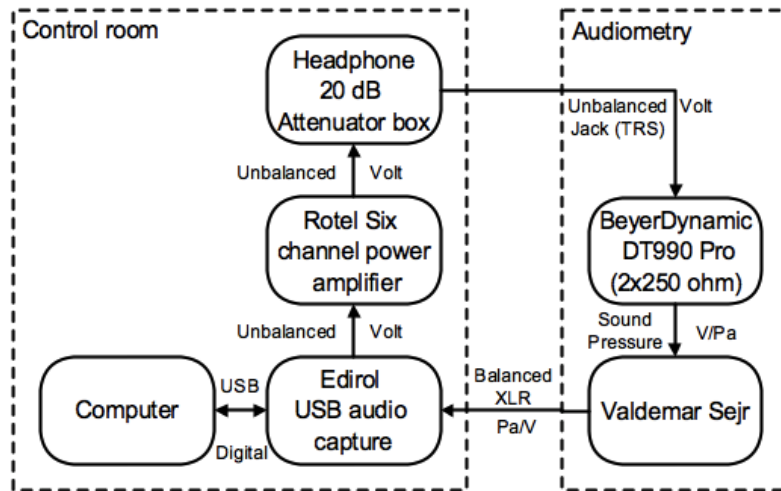 Control room
Audiometry
Headphone
20 dB
Attenuator box
Unbalanced
Jack (TRS)
Volt
Unbalanced Volt
Rotel Six
channel power
amplifier
BeyerDynamic
DT990 Pro
(2x250 ohm)
Unbalanced Volt
Sound
Pressure
V/Pa
Computer
USB
Digital
Edirol
USB audio
capture
Balanced
XLR
Pa/V
Valdemar Sejr